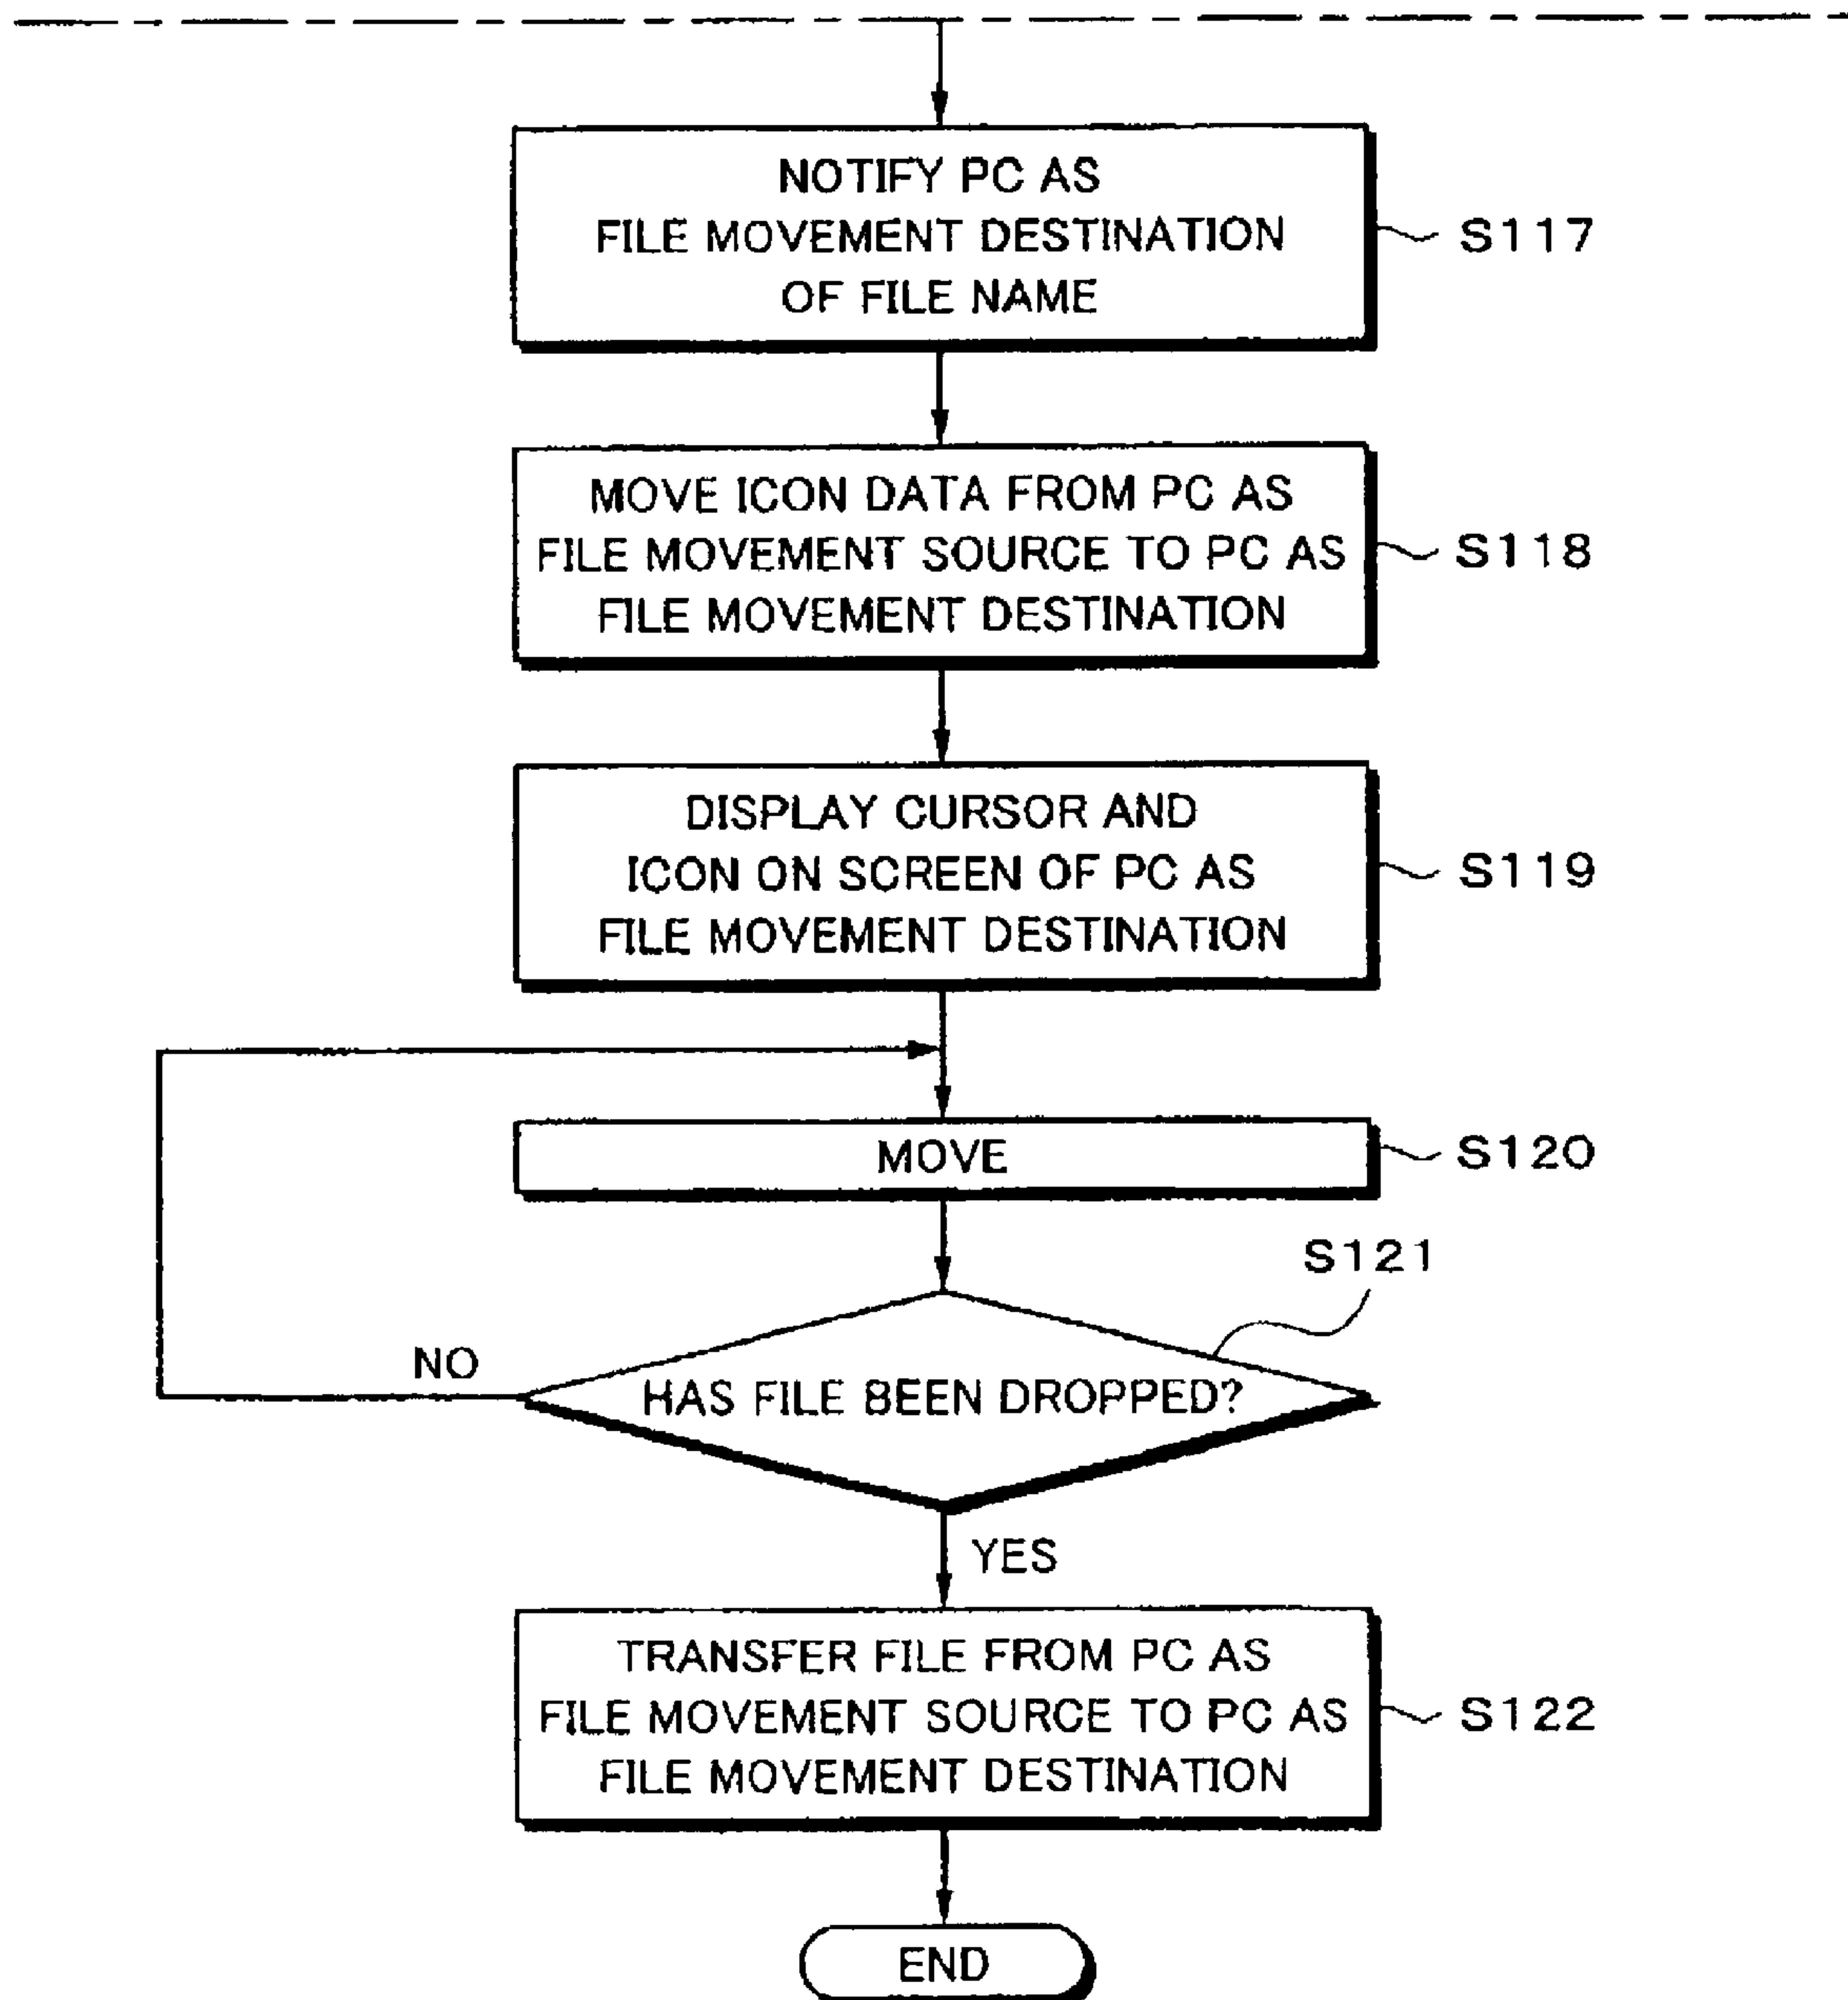 NOTIFY PC AS
FILE MOVEMENT DESTINATION
OF FILE NAME
S117
MOVE ICON DATA FROM PC AS
FILE MOVEMENT SOURCE TO PC AS
FILE MOVEMENT DESTINATION
S118
DISPLAY CURSOR AND
ICON ON SCREEN OF PC AS
FILE MOVEMENT DESTINATION
S119
MOVE
S120
S121
NO
HAS FILE BEEN DROPPED?
YES
TRANSFER FILE FROM PC AS
FILE MOVEMENT SOURCE TO PC AS
FILE MOVEMENT DESTINATION
S122
END